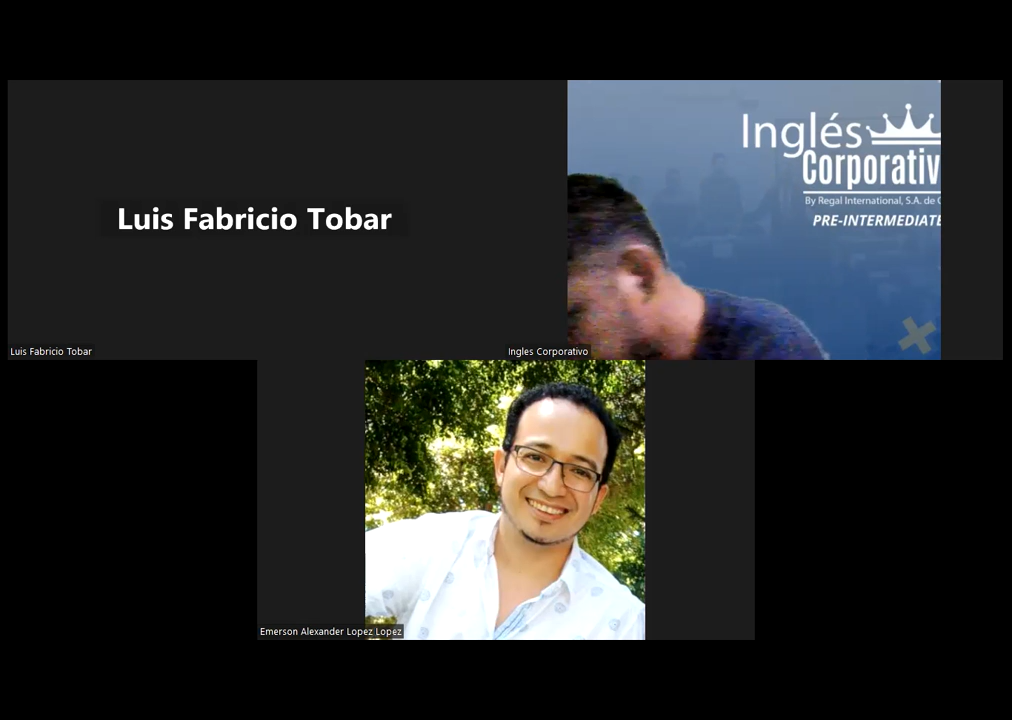 Luis Fabricio Tobar
Luis Fabricio Tobar
Inglés
Corporativ
By Regal International, S.A. de C
PRE-INTERMEDIATE
Ingles Corporativo
Emerson Alexander Lopez Lopez